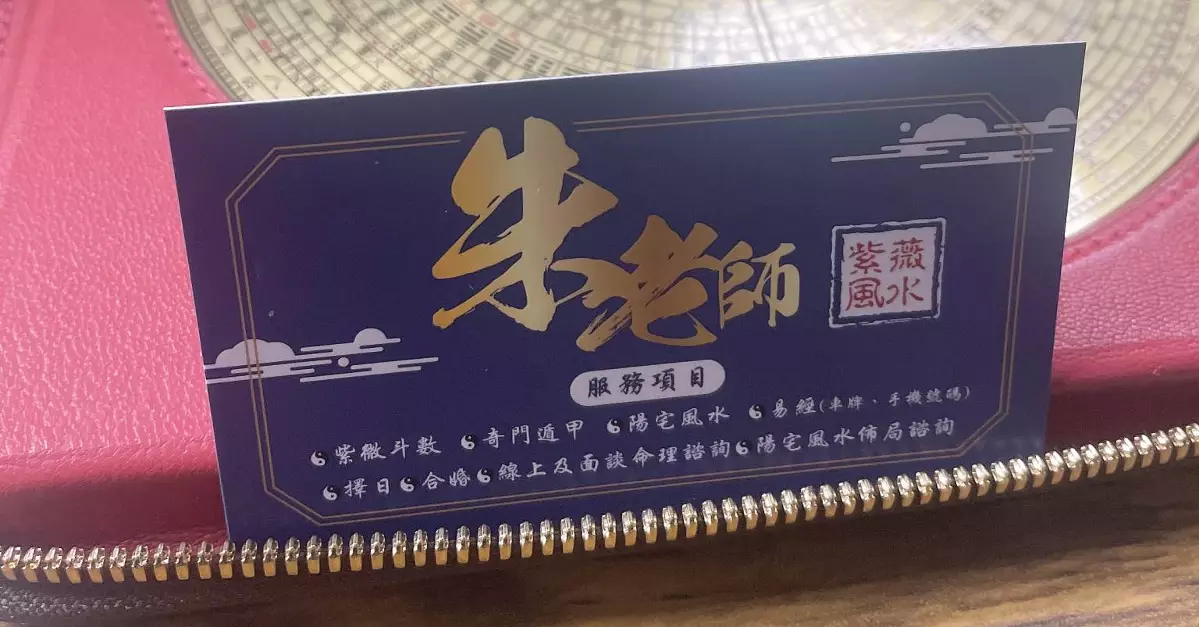 朱老師
紫薇
風水
服務項目
紫微斗數 奇門遁甲 陽宅風水 易經(車牌、手機號碼)
擇日 合婚 線上及面談命理諮詢 陽宅風水佈局諮詢